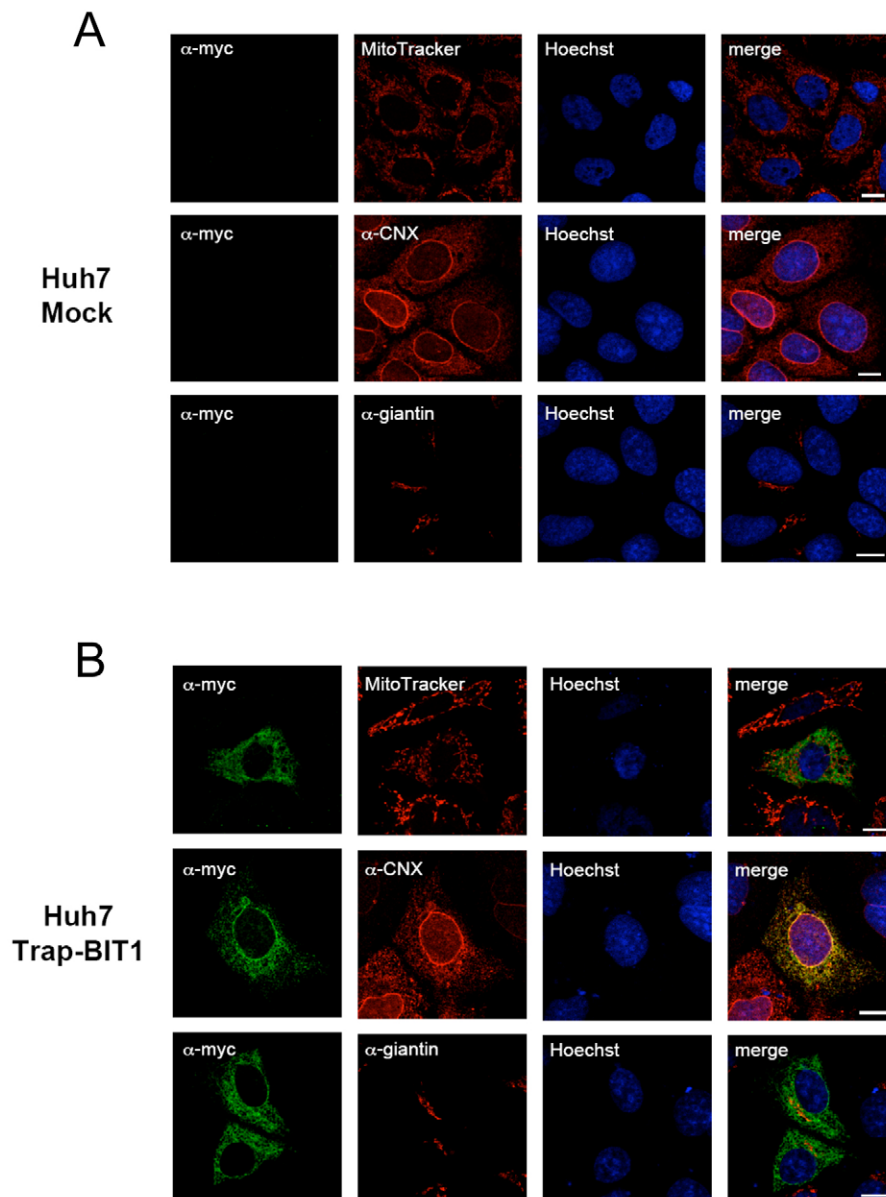 A
α-myc
MitoTracker
Hoechst
merge
Huh7
Mock
α-myc
α-CNX
Hoechst
merge
α-myc
α-giantin
Hoechst
merge
B
α-myc
MitoTracker
Hoechst
merge
Huh7
Trap-BIT1
α-myc
α-CNX
Hoechst
merge
α-myc
α-giantin
Hoechst
merge